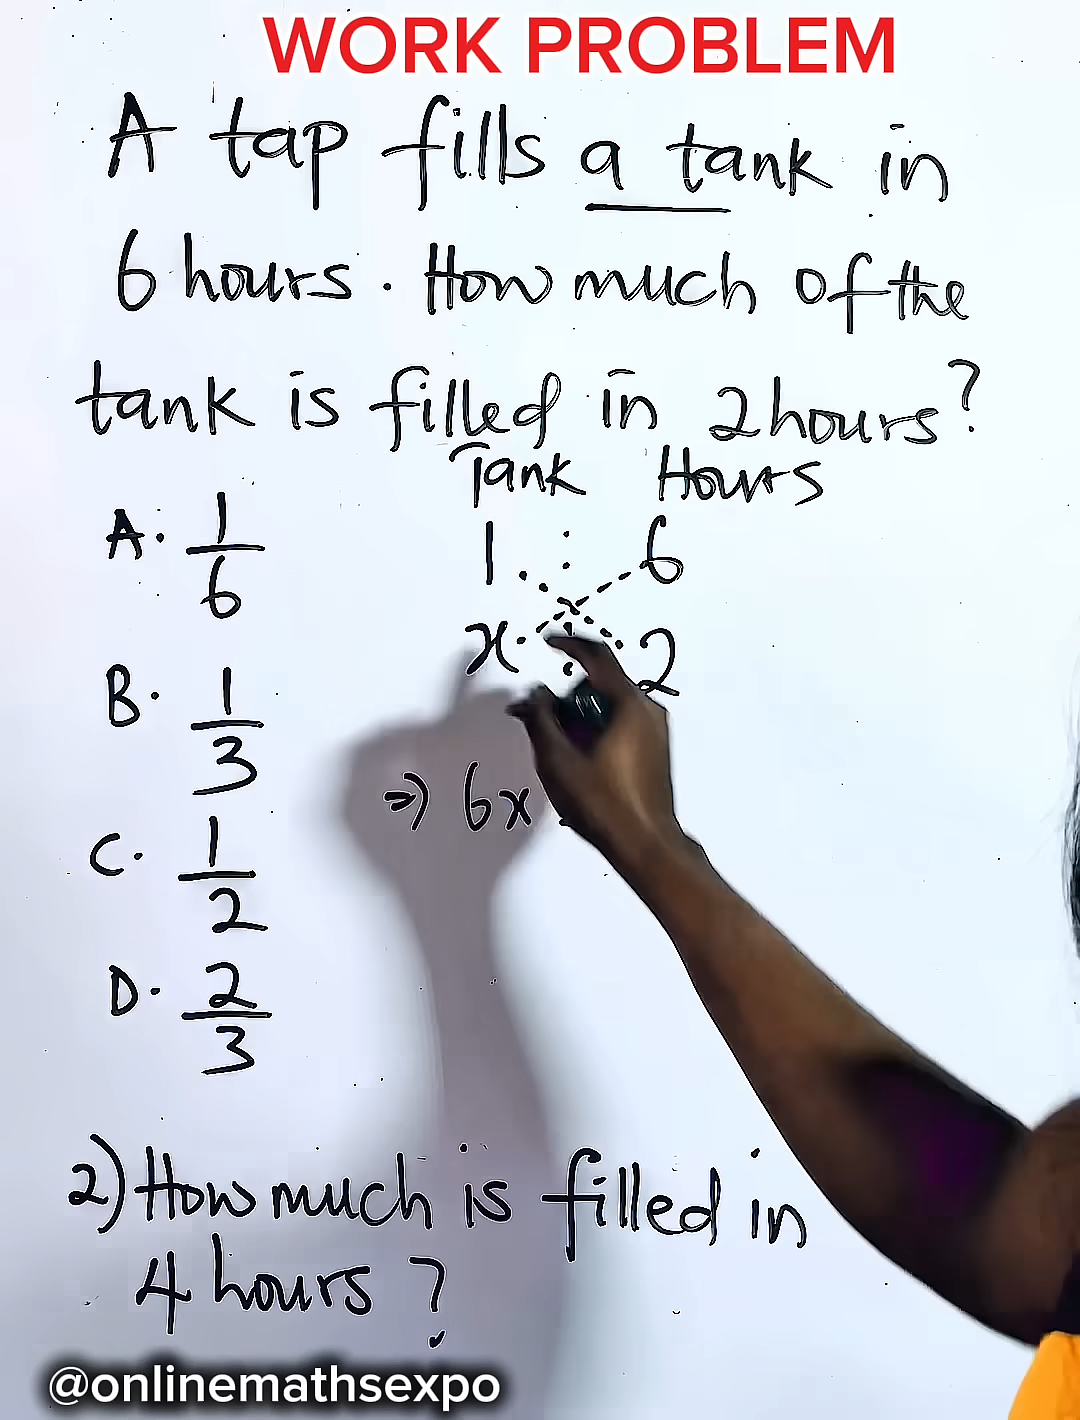 WORK PROBLEM
A tap fills a tank in
6 hours. How much of the
tank is filled in 2 hours?
Tank Hours
A. 1/6
1 : 6
x : 2
B. 1/3
⇒ 6x
C. 1/2
D. 2/3
2) How much is filled in
4 hours?
@onlinemathsexpo